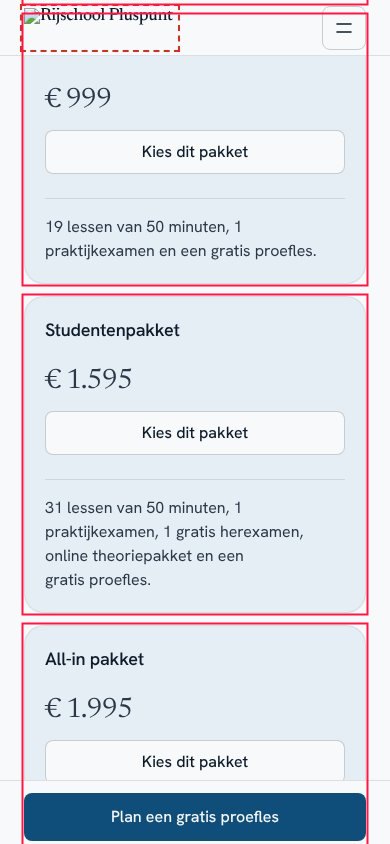 Rijschool Pluspunt
€ 999
Kies dit pakket
19 lessen van 50 minuten, 1
praktijkexamen en een gratis proefles.
Studentenpakket
€ 1.595
Kies dit pakket
31 lessen van 50 minuten, 1
praktijkexamen, 1 gratis herexamen,
online theoriepakket en een
gratis proefles.
All-in pakket
€ 1.995
Kies dit pakket
Plan een gratis proefles